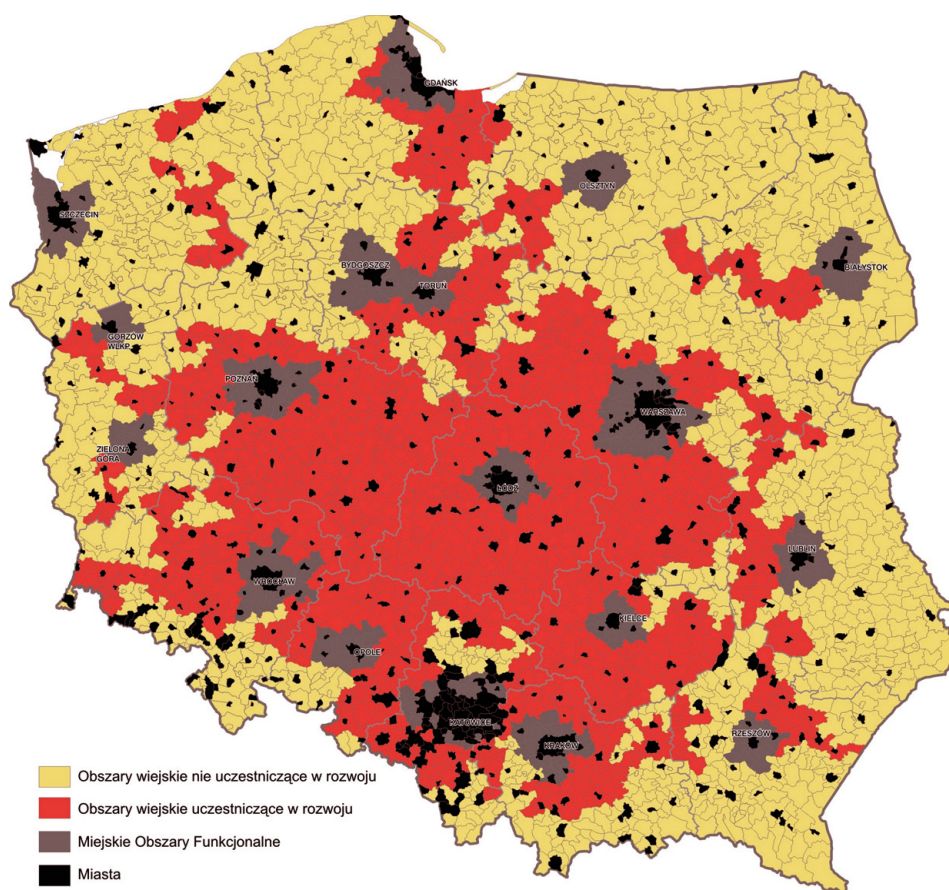 GDAŃSK
OLSZTYN
SZCZECIN
BYDGOSZCZ
TORUŃ
BIAŁYSTOK
GORZÓW
WLKP
POZNAŃ
WARSZAWA
ZIELONA
GÓRA
ŁÓDŹ
LUBLIN
WROCŁAW
KIELCE
OPOLE
KATOWICE
KRAKÓW
RZESZÓW
Obszary wiejskie nie uczestniczące w rozwoju
Obszary wiejskie uczestniczące w rozwoju
Miejskie Obszary Funkcjonalne
Miasta